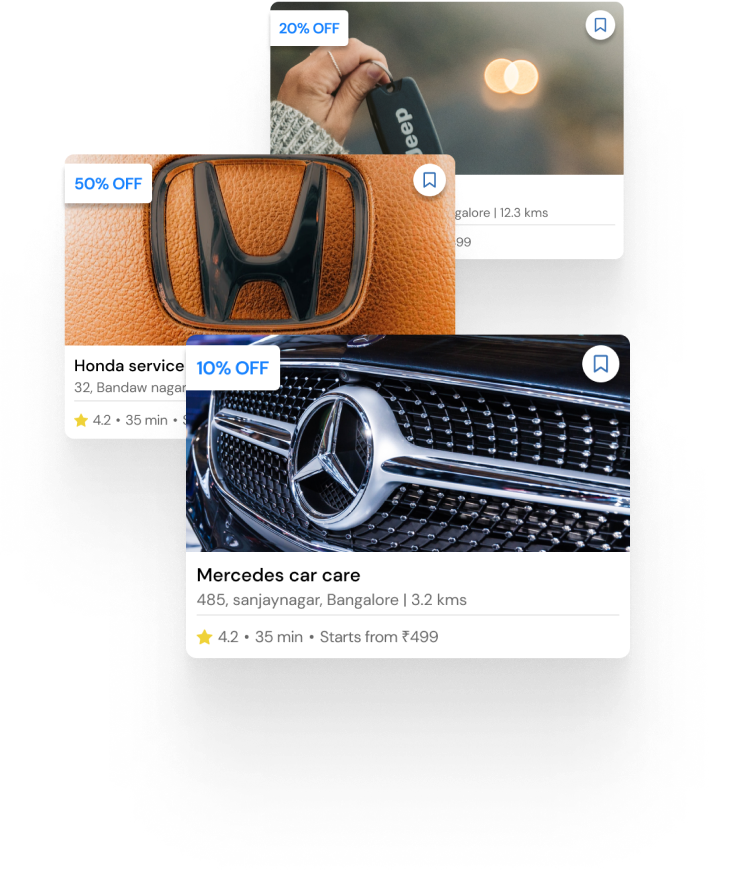 20% OFF
Jeep
galore | 12.3 kms
99
50% OFF
Honda service
32, Bandaw nagar
4.2 • 35 min •
10% OFF
Mercedes car care
485, sanjaynagar, Bangalore | 3.2 kms
4.2 • 35 min • Starts from ₹499